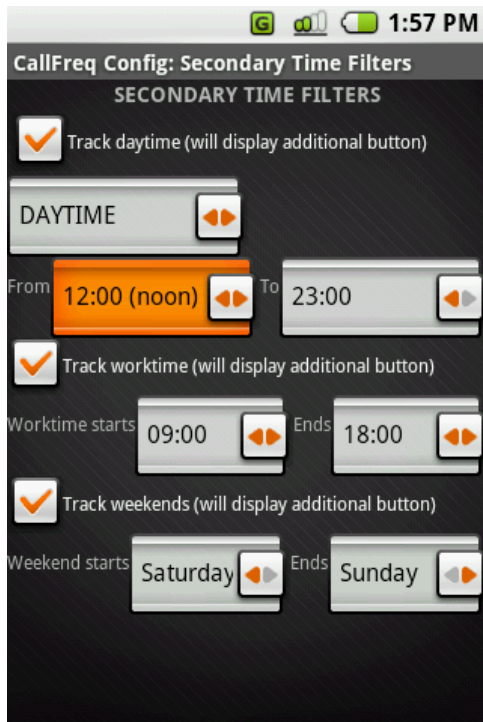 G 1:57 PM
CallFreq Config: Secondary Time Filters
SECONDARY TIME FILTERS
Track daytime (will display additional button)
DAYTIME
From 12:00 (noon) To 23:00
Track worktime (will display additional button)
Worktime starts 09:00 Ends 18:00
Track weekends (will display additional button)
Weekend starts Saturday Ends Sunday